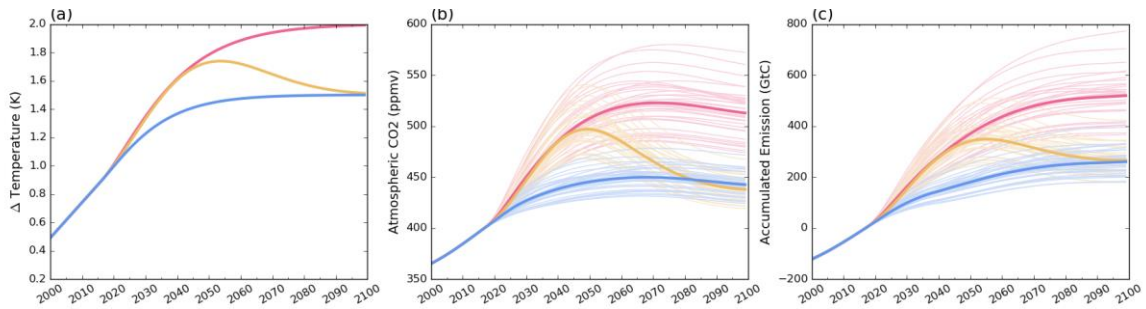 (a)
Δ Temperature (K)
2.0
1.8
1.6
1.4
1.2
1.0
0.8
0.6
0.4
0.2
2000 2010 2020 2030 2040 2050 2060 2070 2080 2090 2100
(b)
Atmospheric CO2 (ppmv)
600
550
500
450
400
350
2000 2010 2020 2030 2040 2050 2060 2070 2080 2090 2100
(c)
Accumulated Emission (GtC)
800
600
400
200
0
−200
2000 2010 2020 2030 2040 2050 2060 2070 2080 2090 2100